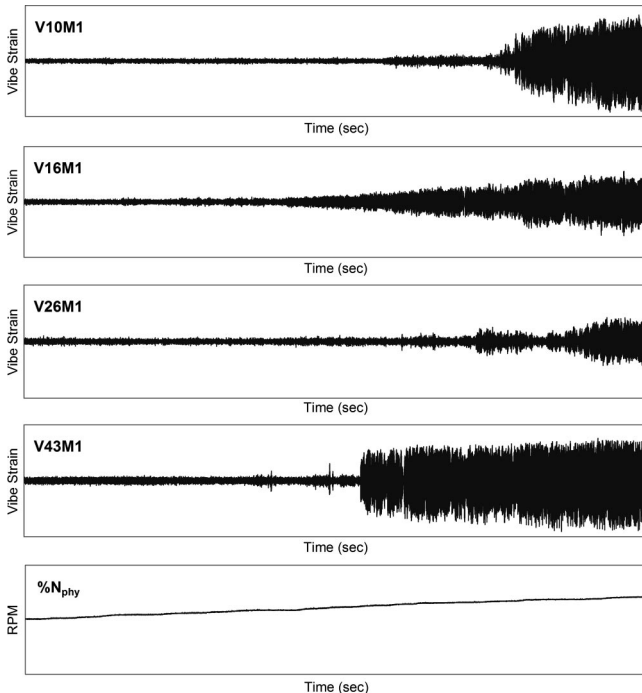 V10M1
Vibe Strain
Time (sec)
V16M1
Vibe Strain
Time (sec)
V26M1
Vibe Strain
Time (sec)
V43M1
Vibe Strain
Time (sec)
%Nphy
RPM
Time (sec)